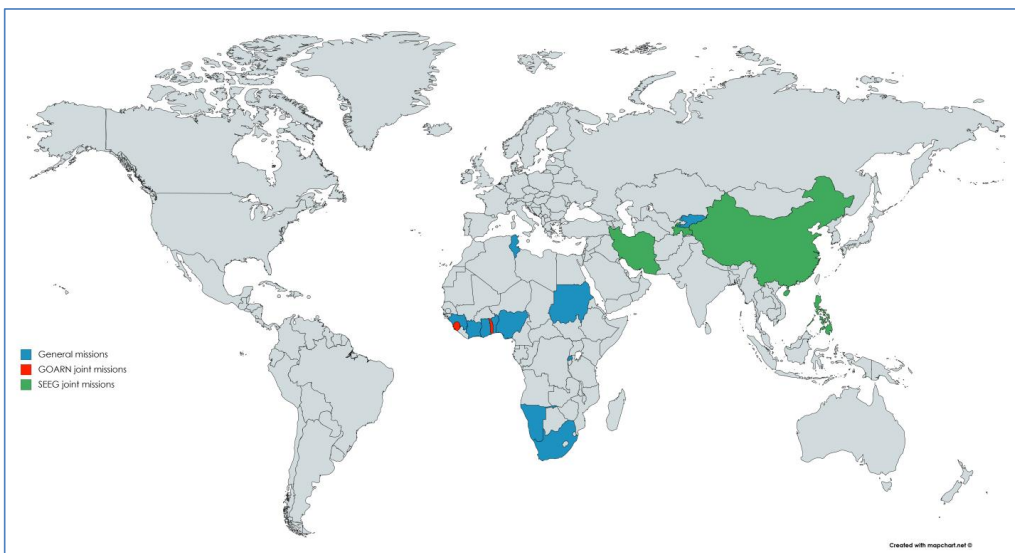 General missions
GOARN joint missions
SEEG joint missions
Created with mapchart.net ©